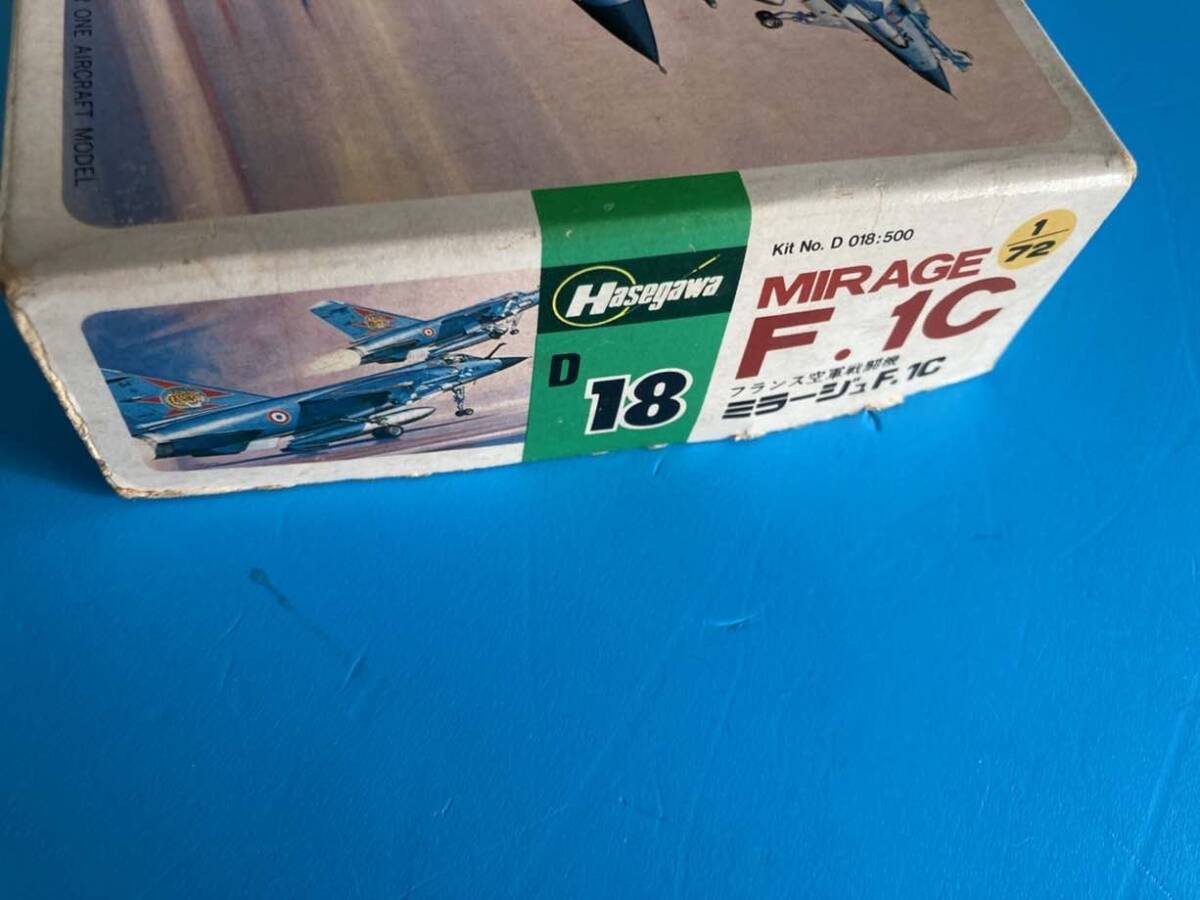 ONE AIRCRAFT MODEL
Hasegawa
D
18
Kit No. D 018:500
1/72
MIRAGE
F.1C
フランス空軍戦闘機
ミラージュF.1C